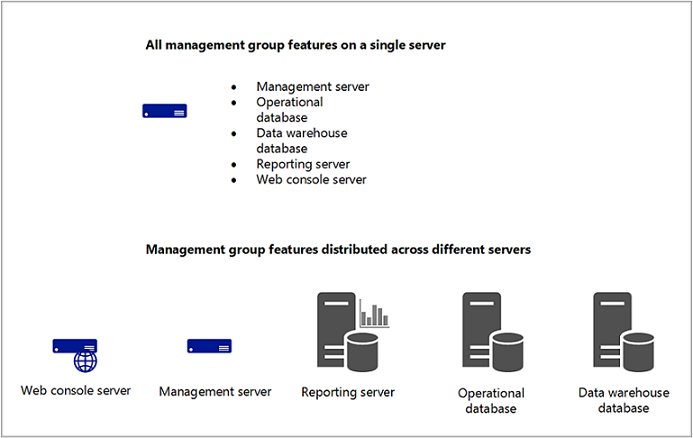 All management group features on a single server
• Management server
• Operational
database
• Data warehouse
database
• Reporting server
• Web console server
Management group features distributed across different servers
Web console server
Management server
Reporting server
Operational
database
Data warehouse
database